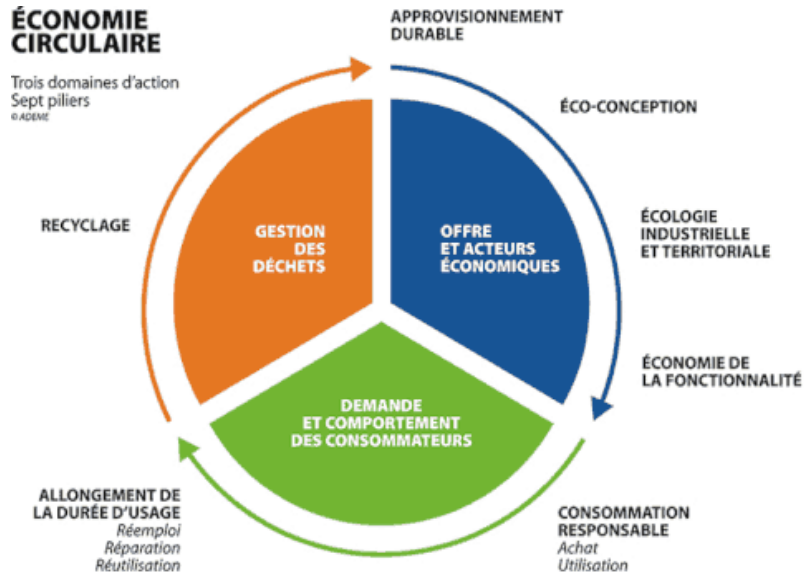 ÉCONOMIE
CIRCULAIRE
Trois domaines d'action
Sept piliers
© ADEME
APPROVISIONNEMENT
DURABLE
ÉCO-CONCEPTION
ÉCOLOGIE
INDUSTRIELLE
ET TERRITORIALE
ÉCONOMIE DE
LA FONCTIONNALITÉ
CONSOMMATION
RESPONSABLE
Achat
Utilisation
ALLONGEMENT DE
LA DURÉE D'USAGE
Réemploi
Réparation
Réutilisation
RECYCLAGE
GESTION
DES
DÉCHETS
OFFRE
ET ACTEURS
ÉCONOMIQUES
DEMANDE
ET COMPORTEMENT
DES CONSOMMATEURS